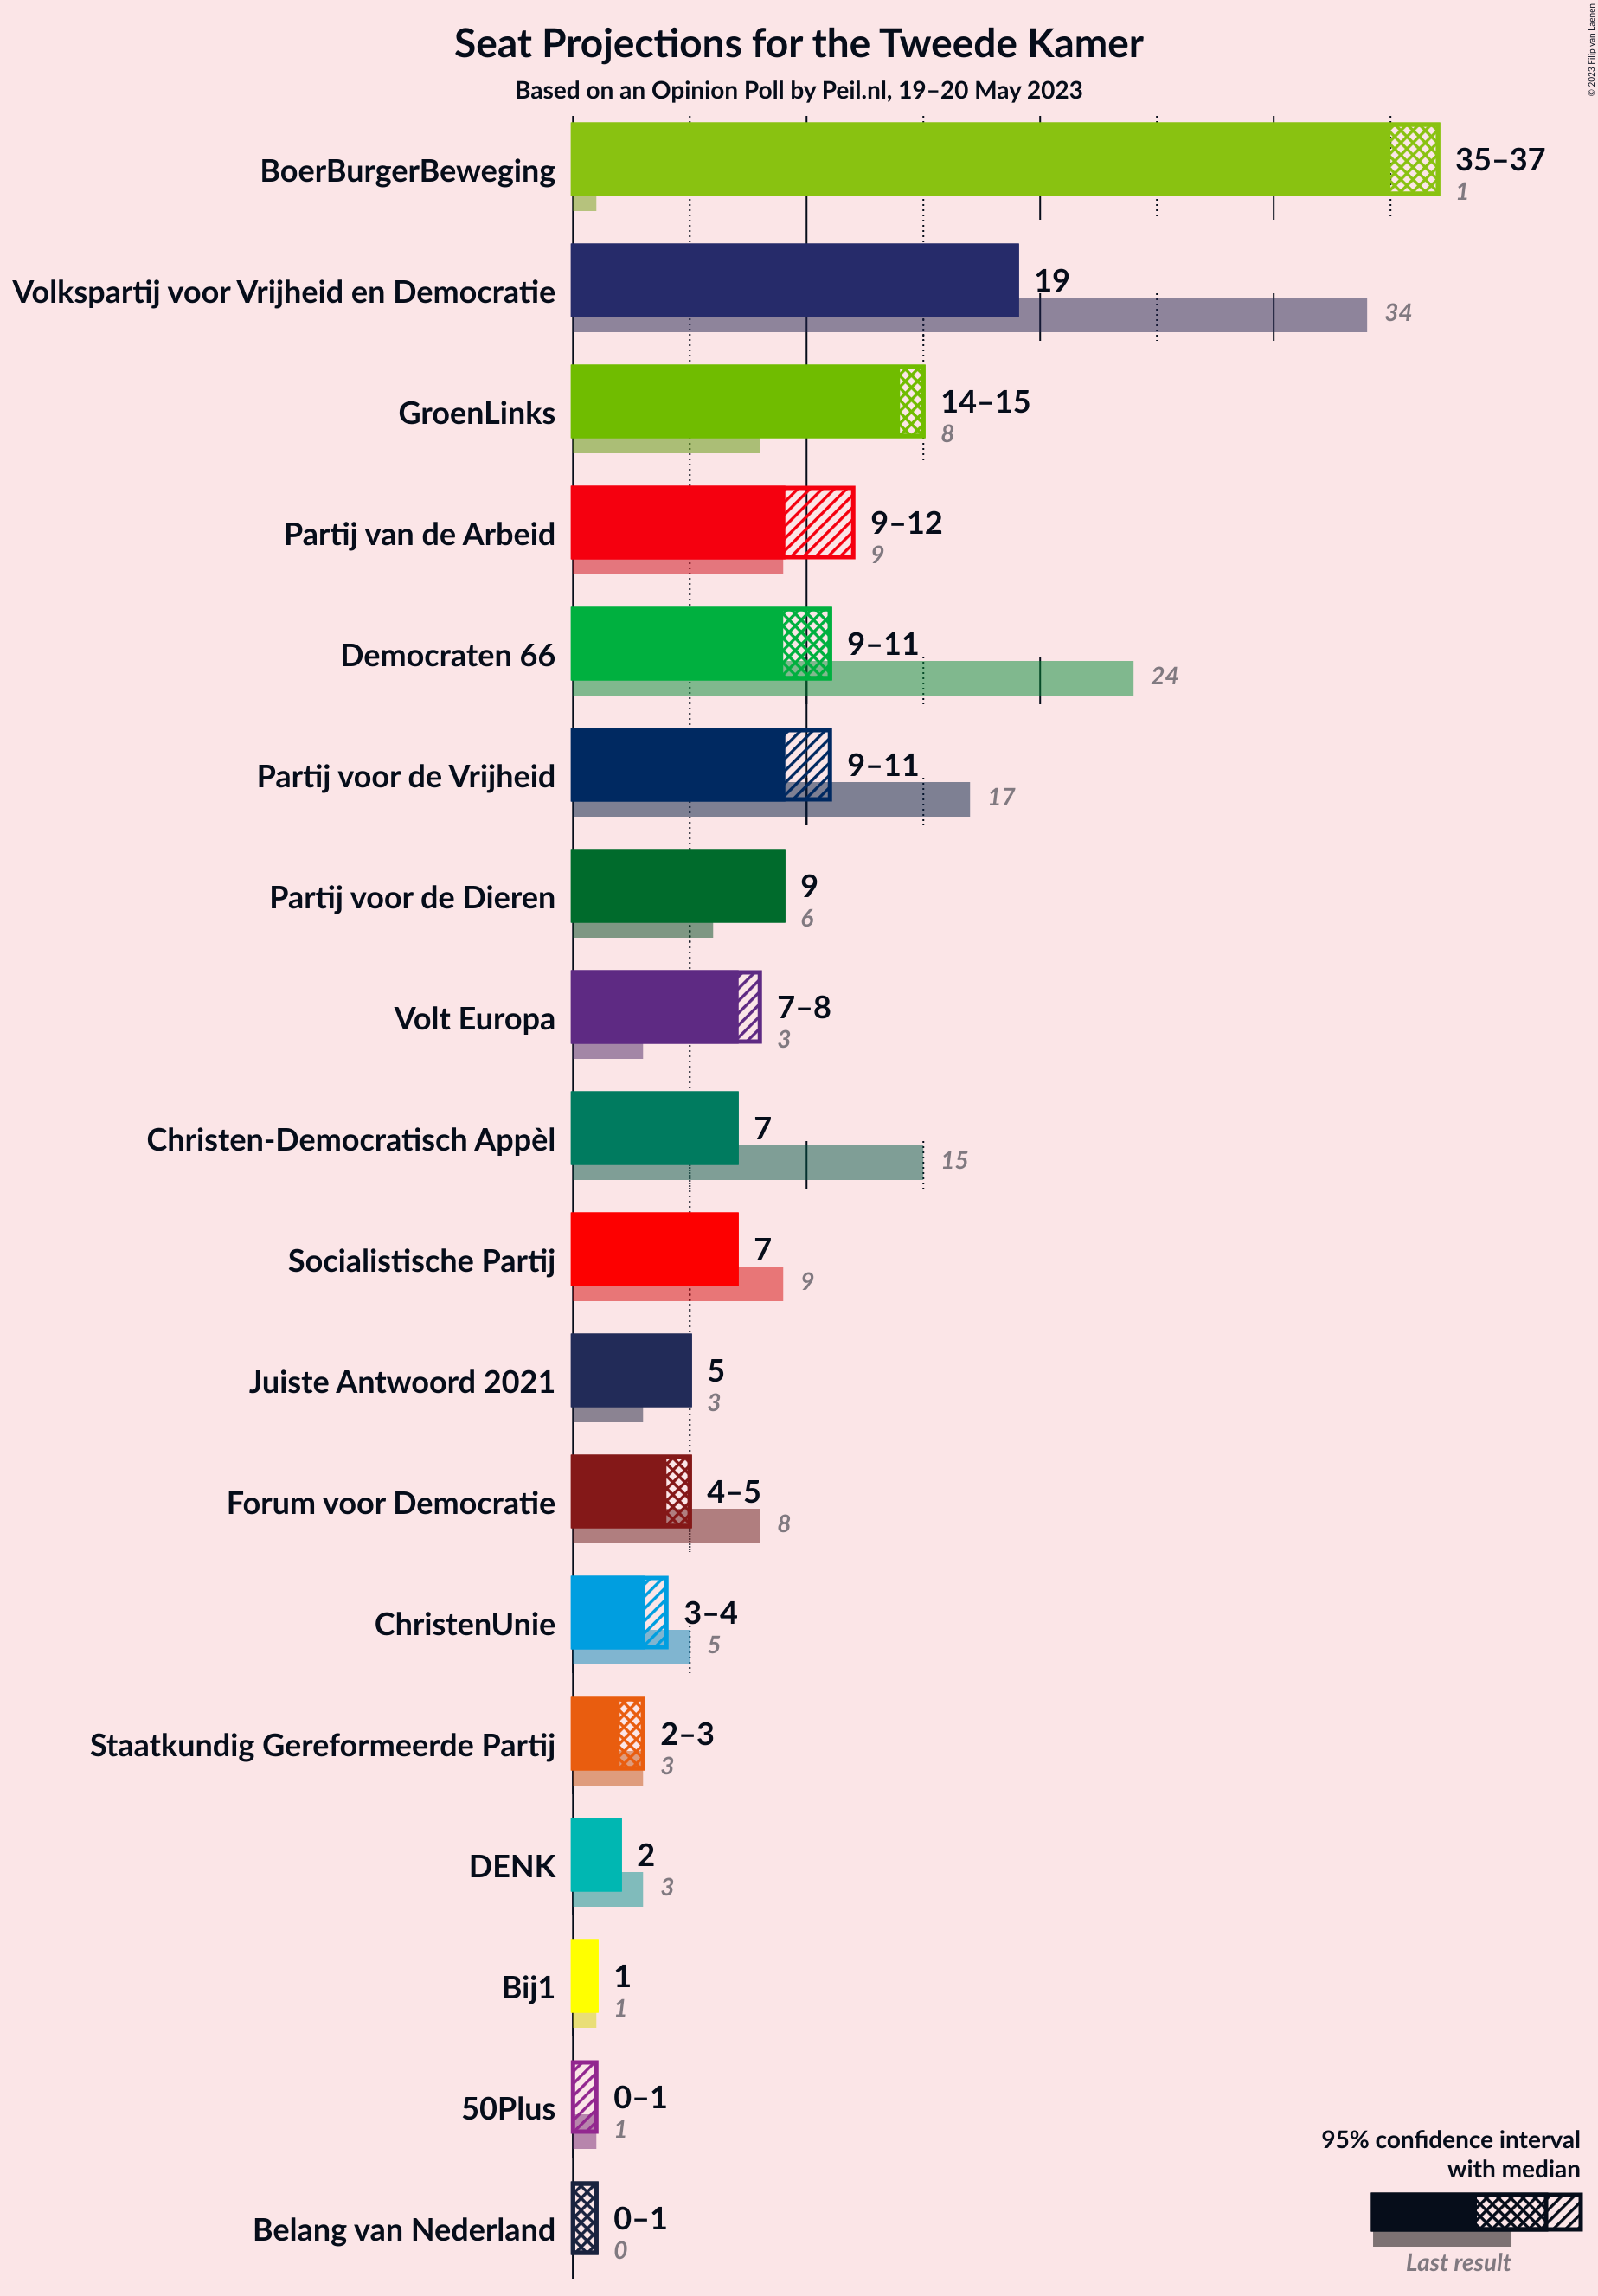 Seat Projections for the Tweede Kamer
Based on an Opinion Poll by Peil.nl, 19–20 May 2023
© 2023 Filip van Laenen
BoerBurgerBeweging
35–37
1
Volkspartij voor Vrijheid en Democratie
19
34
GroenLinks
14–15
8
Partij van de Arbeid
9–12
9
Democraten 66
9–11
24
Partij voor de Vrijheid
9–11
17
Partij voor de Dieren
9
6
Volt Europa
7–8
3
Christen-Democratisch Appèl
7
15
Socialistische Partij
7
9
Juiste Antwoord 2021
5
3
Forum voor Democratie
4–5
8
ChristenUnie
3–4
5
Staatkundig Gereformeerde Partij
2–3
3
DENK
2
3
Bij1
1
1
50Plus
0–1
1
Belang van Nederland
0–1
0
95% confidence interval
with median
Last result